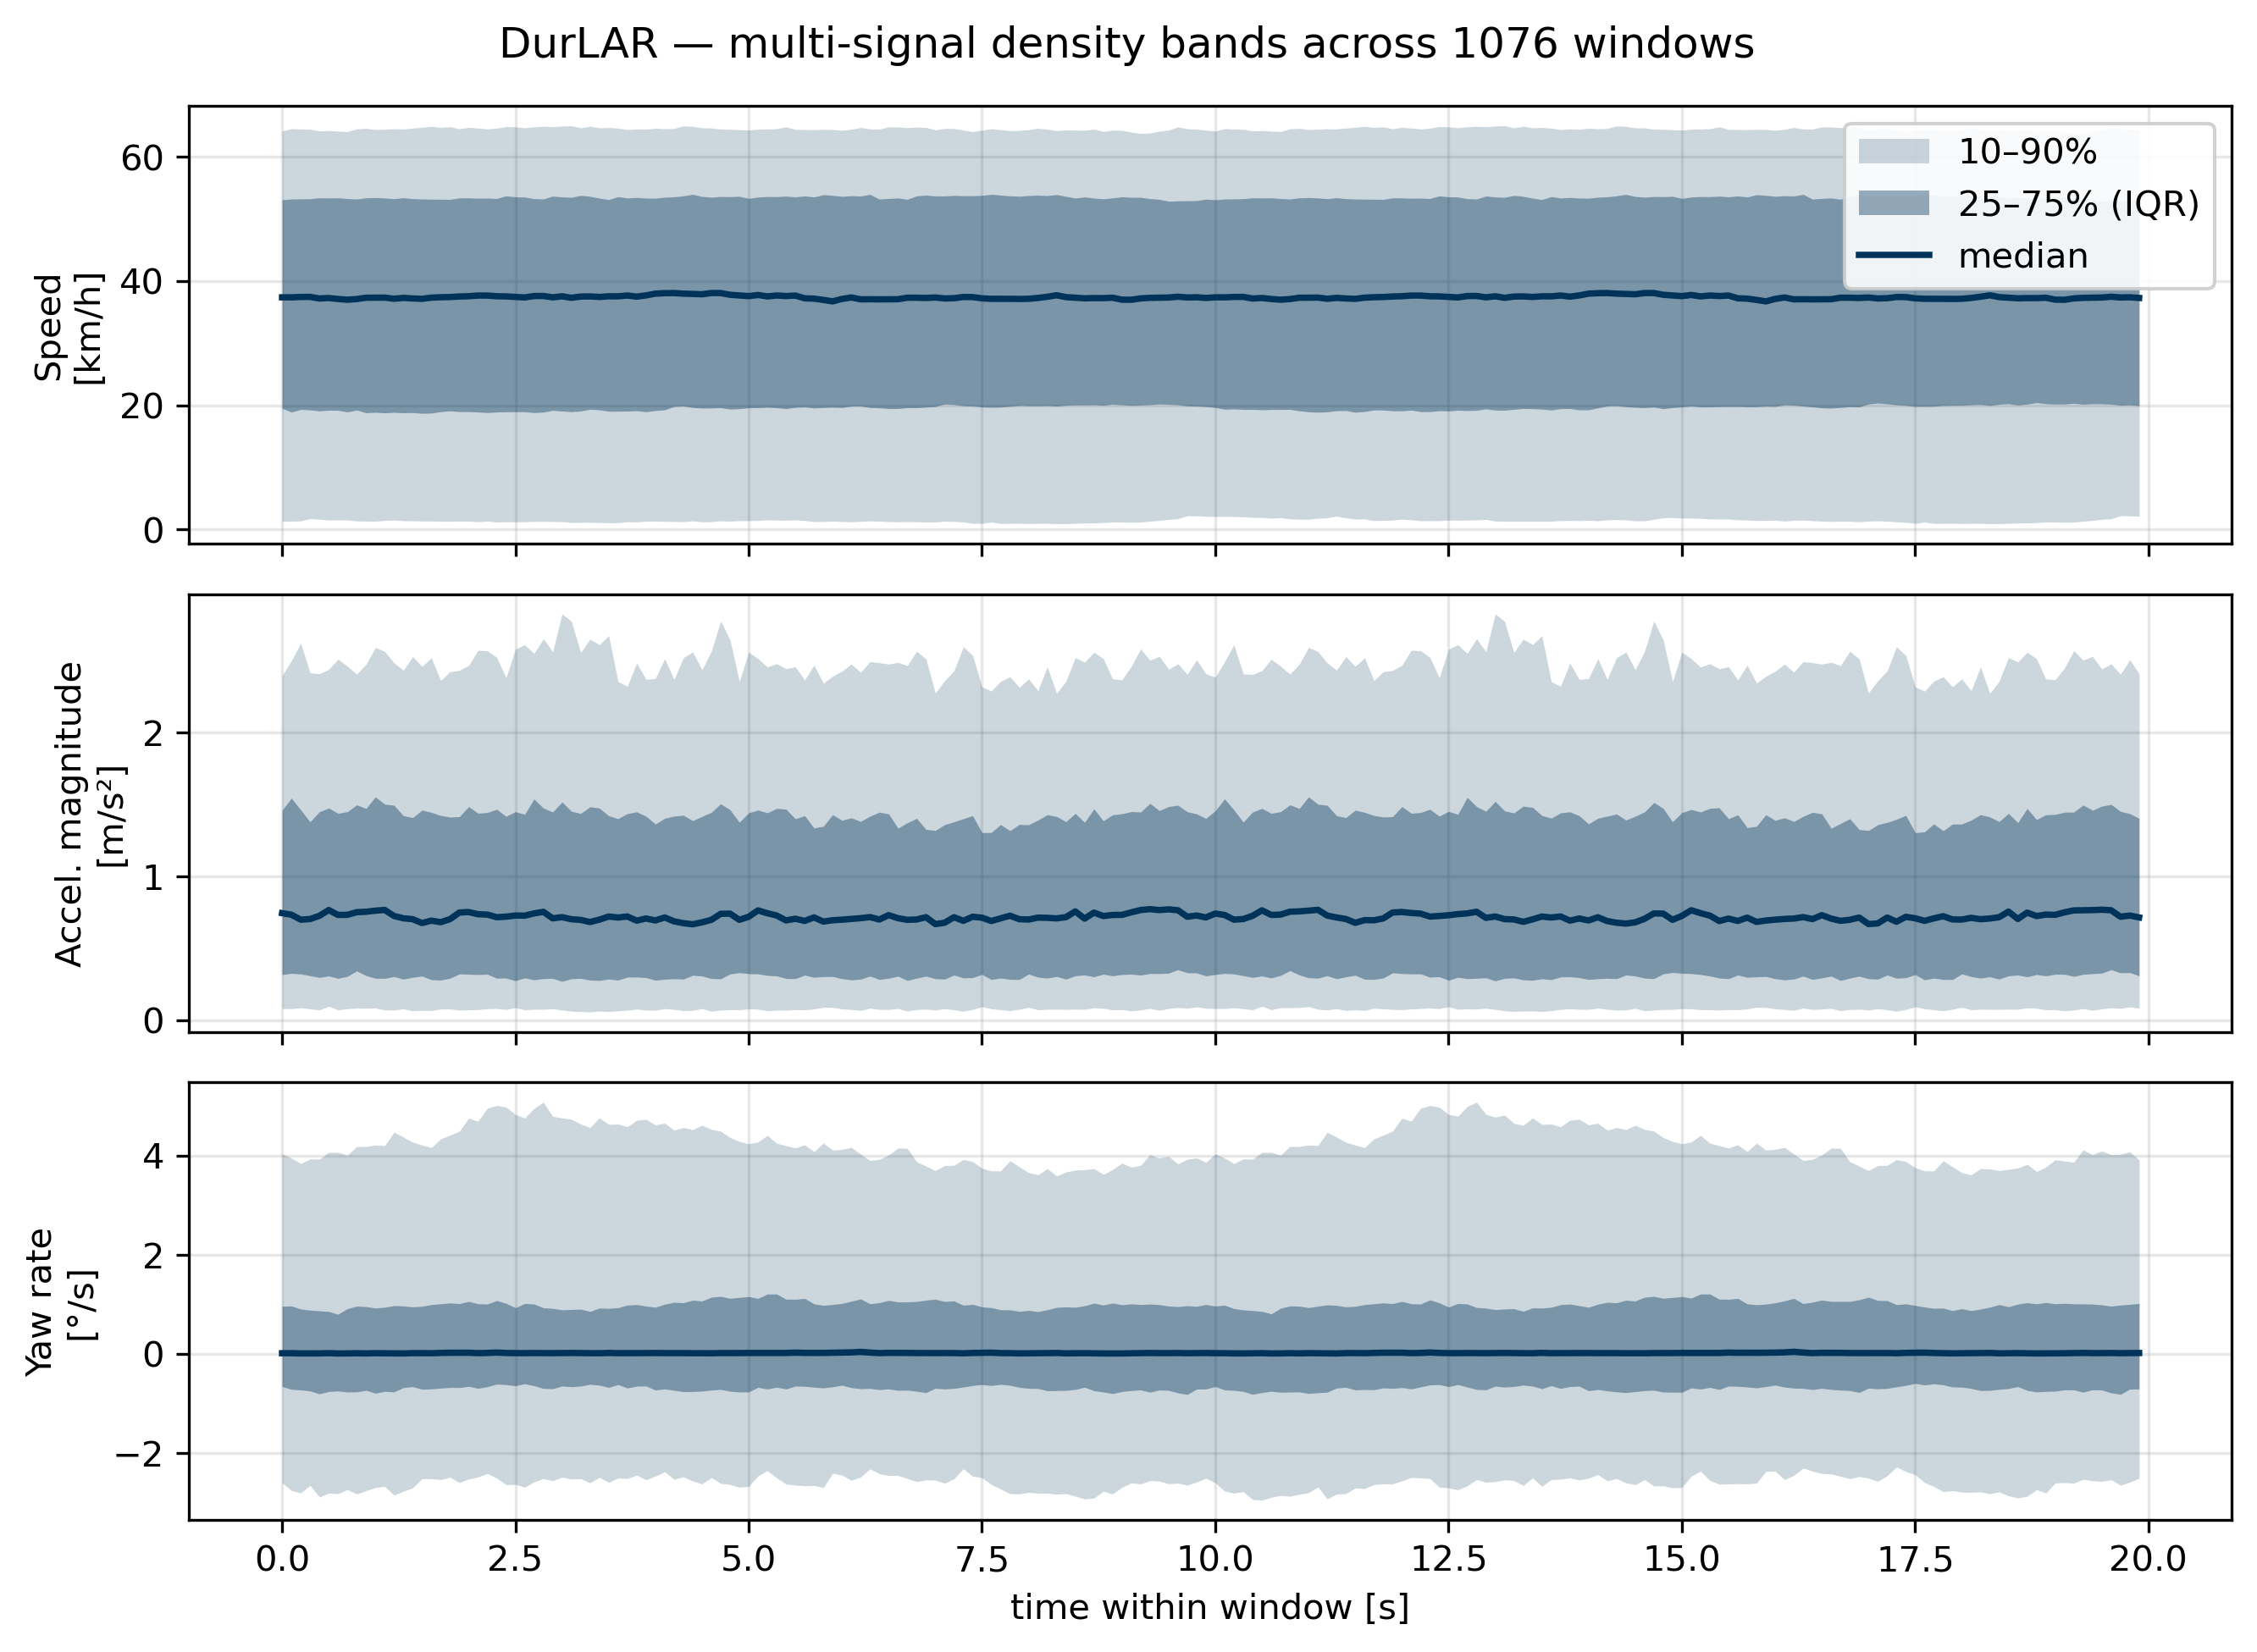 DurLAR — multi-signal density bands across 1076 windows
Speed
[km/h]
60
40
20
0
10–90%
25–75% (IQR)
median
Accel. magnitude
[m/s²]
2
1
0
Yaw rate
[°/s]
4
2
0
−2
0.0 2.5 5.0 7.5 10.0 12.5 15.0 17.5 20.0
time within window [s]